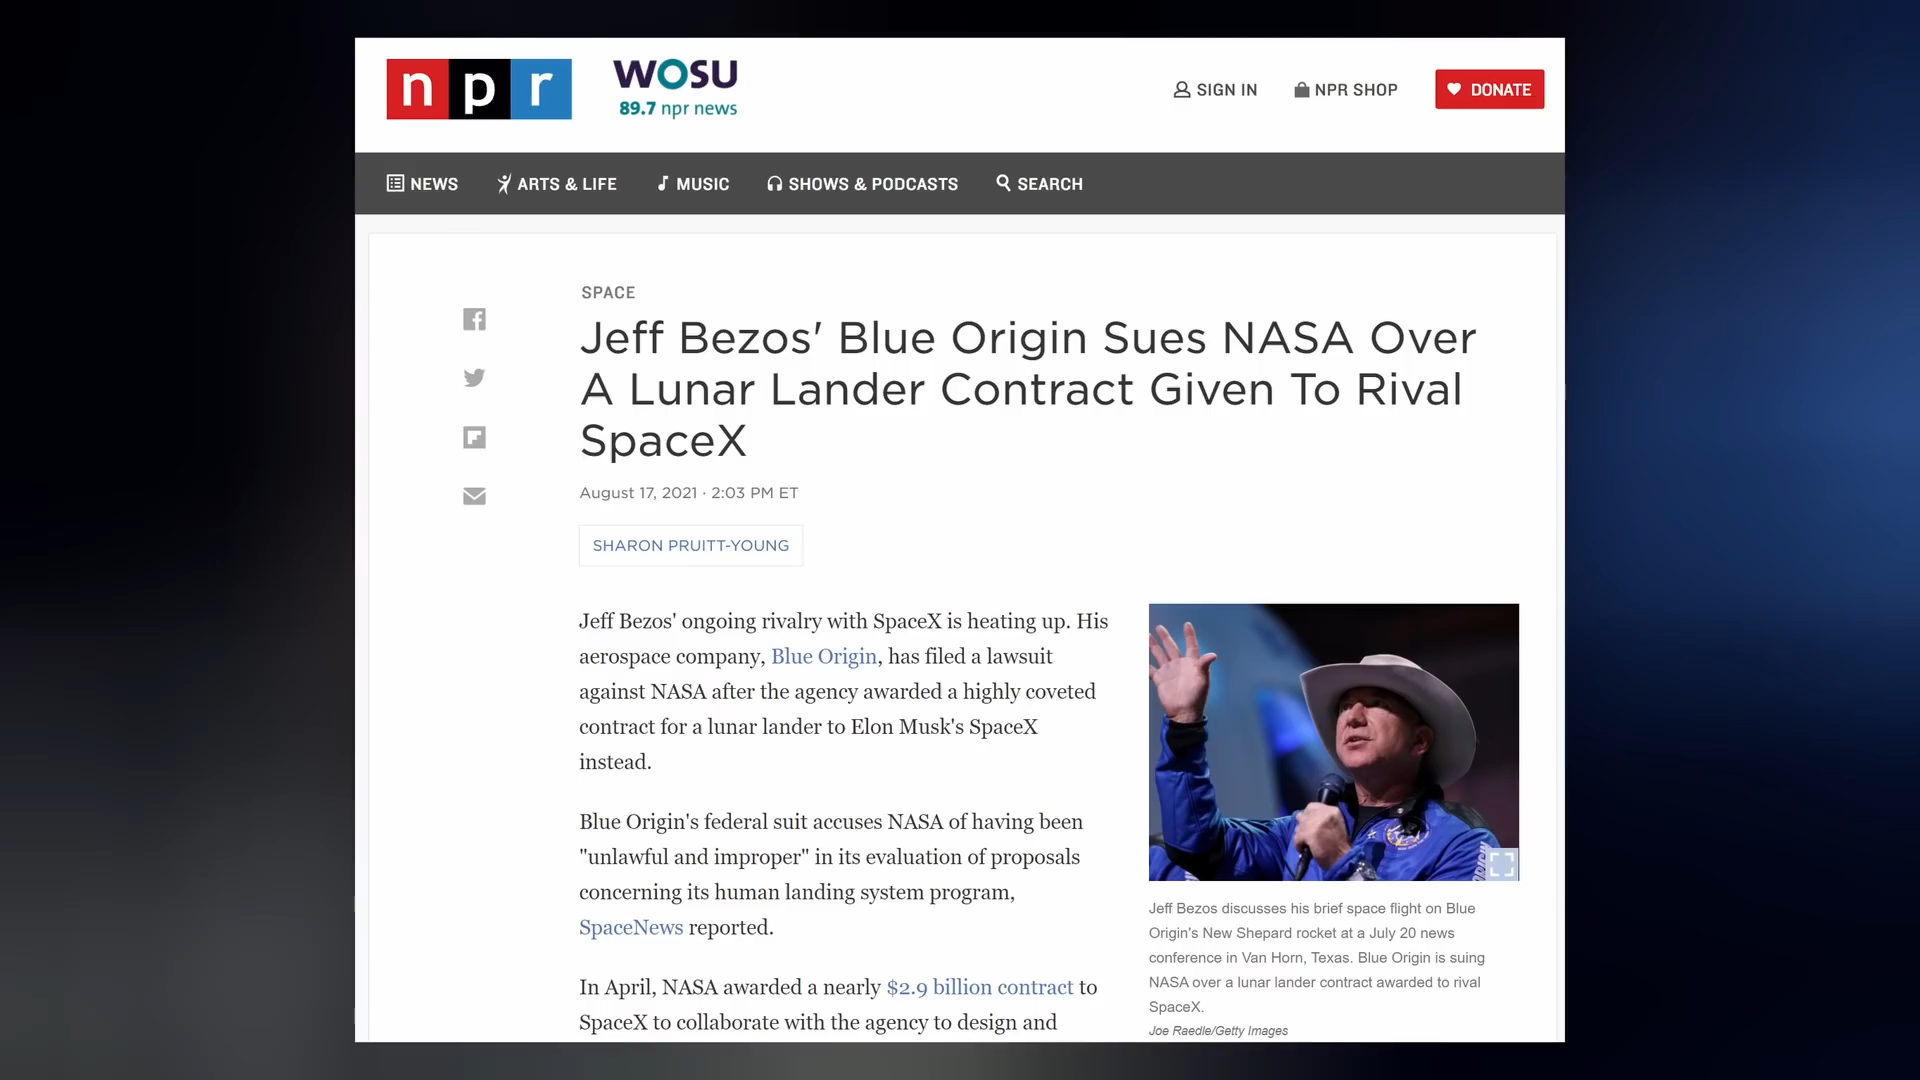 npr
WOSU
89.7 npr news
SIGN IN
NPR SHOP
DONATE
NEWS
ARTS & LIFE
MUSIC
SHOWS & PODCASTS
SEARCH
SPACE
Jeff Bezos' Blue Origin Sues NASA Over
A Lunar Lander Contract Given To Rival
SpaceX
August 17, 2021 · 2:03 PM ET
SHARON PRUITT-YOUNG
Jeff Bezos' ongoing rivalry with SpaceX is heating up. His
aerospace company, Blue Origin, has filed a lawsuit
against NASA after the agency awarded a highly coveted
contract for a lunar lander to Elon Musk's SpaceX
instead.
Blue Origin's federal suit accuses NASA of having been
"unlawful and improper" in its evaluation of proposals
concerning its human landing system program,
SpaceNews reported.
In April, NASA awarded a nearly $2.9 billion contract to
SpaceX to collaborate with the agency to design and
Jeff Bezos discusses his brief space flight on Blue
Origin's New Shepard rocket at a July 20 news
conference in Van Horn, Texas. Blue Origin is suing
NASA over a lunar lander contract awarded to rival
SpaceX.
Joe Raedle/Getty Images